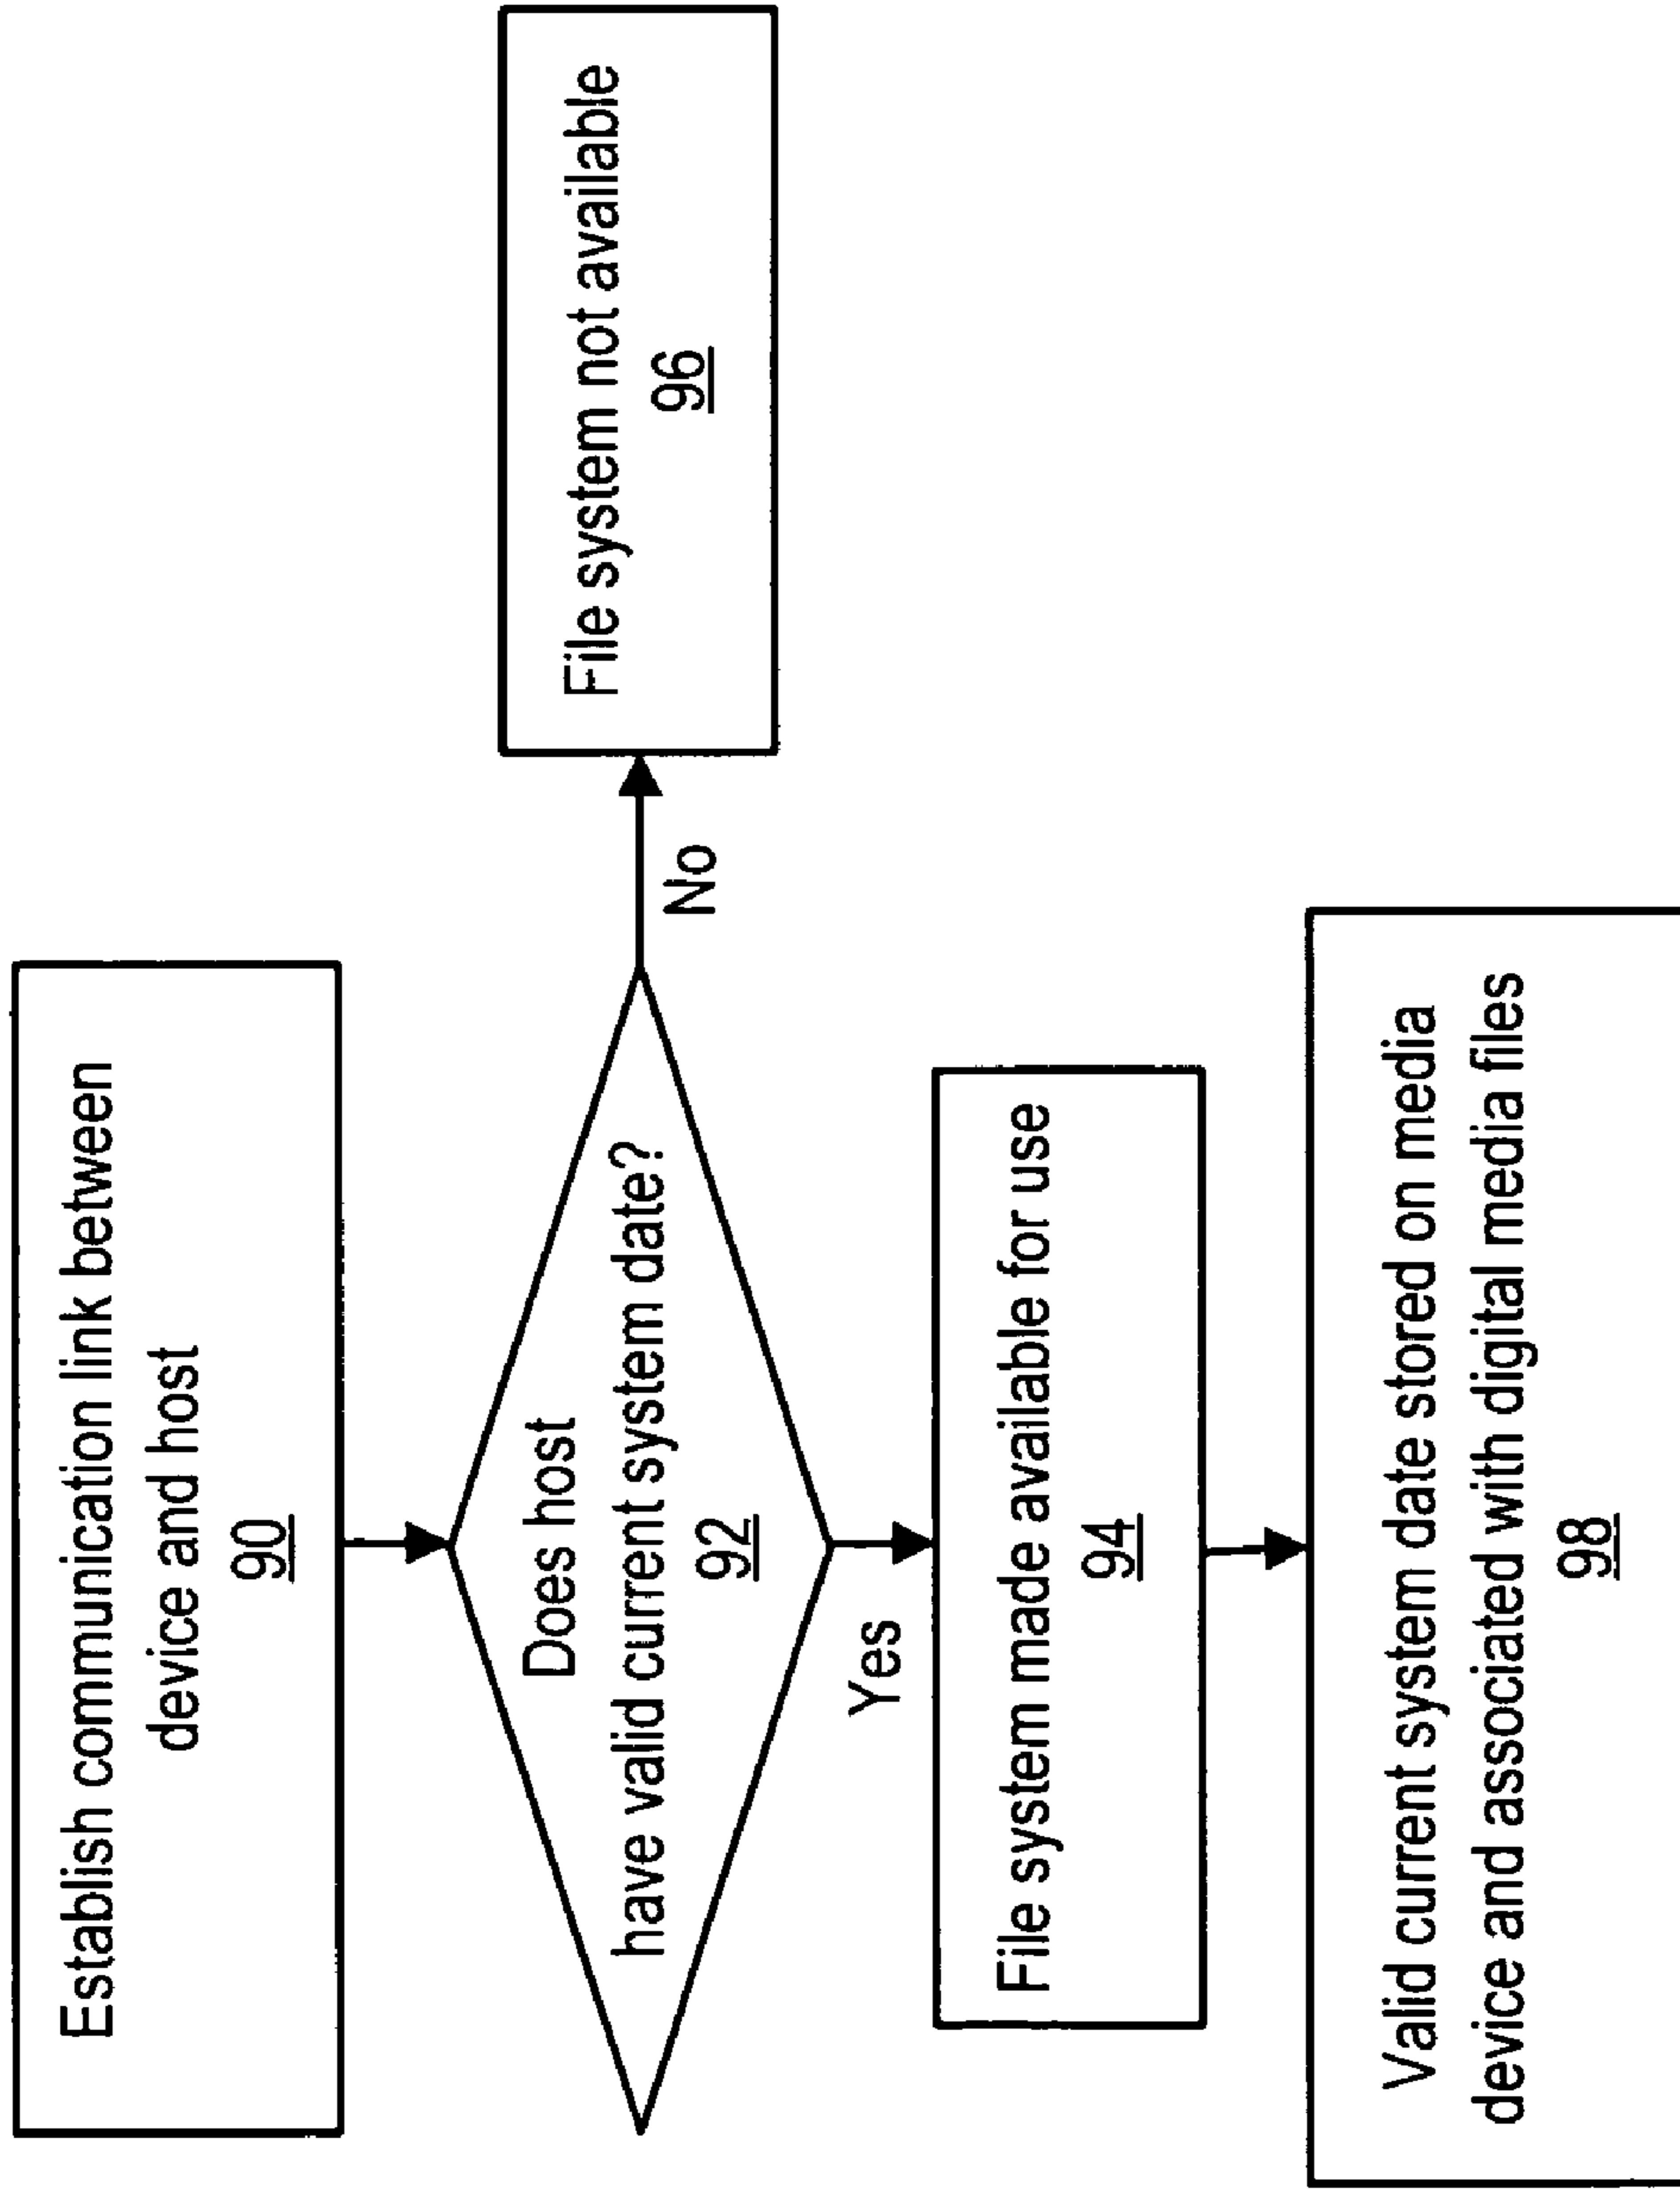 Establish communication link between
device and host
90
Does host
have valid current system date?
92
No
File system not available
96
Yes
File system made available for use
94
Valid current system date stored on media
device and associated with digital media files
98